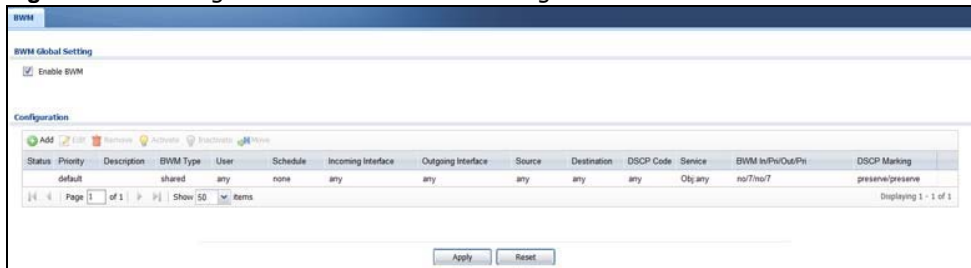 BWM
BWM Global Setting
Enable BWM
Configuration
Add Edit Remove Activate Inactivate Move
Status Priority Description BWM Type User Schedule Incoming Interface Outgoing Interface Source Destination DSCP Code Service BWM In/Pri/Out/Pri DSCP Marking
default shared any none any any any any any Obj:any no/7/no/7 preserve/preserve
Page 1 of 1 Show 50 items Displaying 1 - 1 of 1
Apply Reset